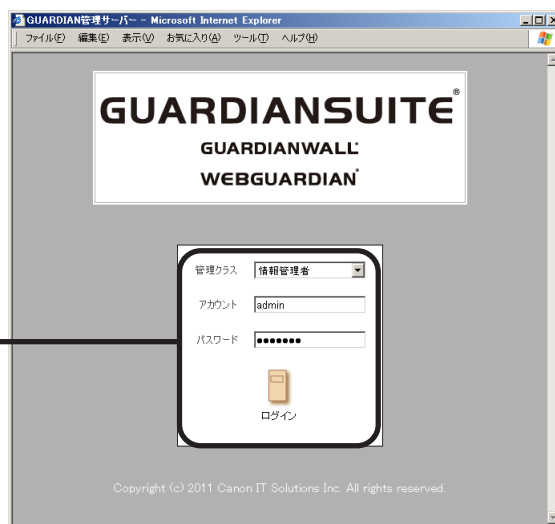 GUARDIAN管理サーバー - Microsoft Internet Explorer
ファイル(F) 編集(E) 表示(V) お気に入り(A) ツール(T) ヘルプ(H)
GUARDIANSUITE®
GUARDIANWALL®
WEBGUARDIAN®
管理クラス 情報管理者
アカウント admin
パスワード ●●●●●●●
ログイン
Copyright (c) 2011 Canon IT Solutions Inc. All rights reserved.